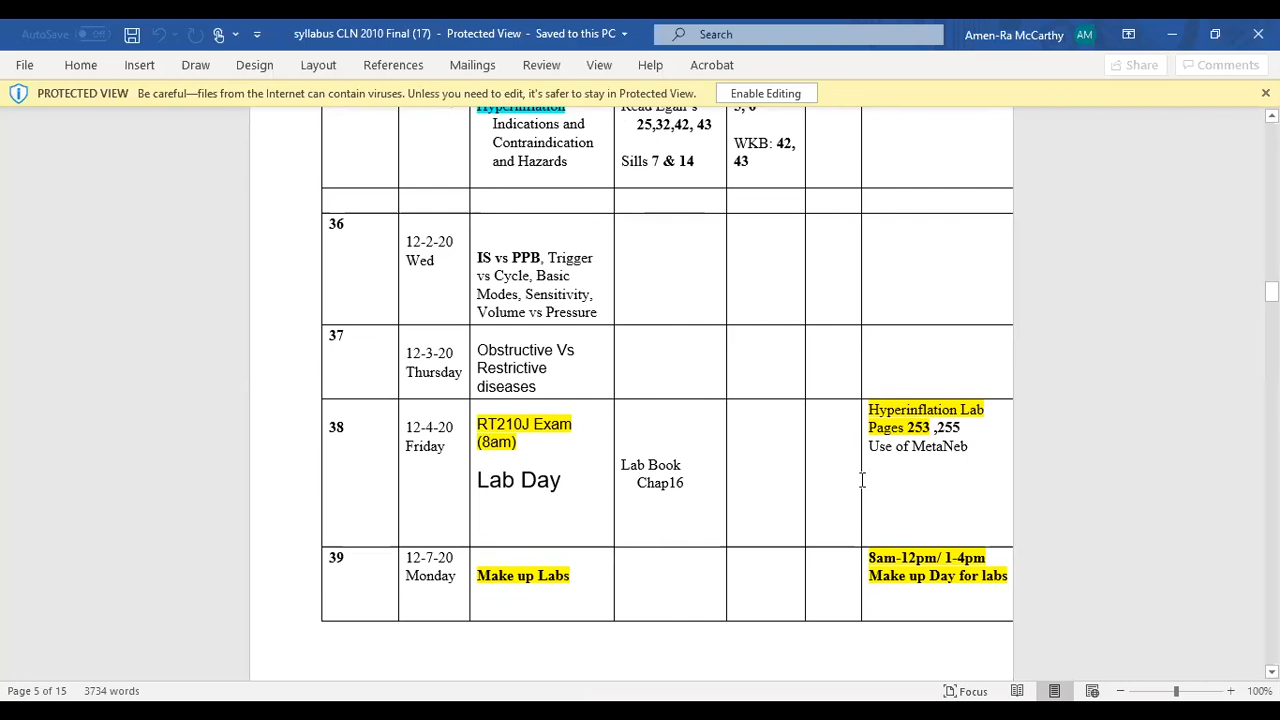 AutoSave Off
syllabus CLN 2010 Final (17) - Protected View - Saved to this PC
Search
Amen-Ra McCarthy AM
File Home Insert Draw Design Layout References Mailings Review View Help Acrobat Share Comments
PROTECTED VIEW Be careful—files from the Internet can contain viruses. Unless you need to edit, it's safer to stay in Protected View. Enable Editing
Hyperinflation
Indications and
Contraindication
and Hazards
Read Egan's
25,32,42, 43
Sills 7 & 14
WKB: 42,
43
36
12-2-20
Wed
IS vs PPB, Trigger
vs Cycle, Basic
Modes, Sensitivity,
Volume vs Pressure
37
12-3-20
Thursday
Obstructive Vs
Restrictive
diseases
38
12-4-20
Friday
RT210J Exam
(8am)
Lab Day
Lab Book
Chap16
Hyperinflation Lab
Pages 253 ,255
Use of MetaNeb
39
12-7-20
Monday
Make up Labs
8am-12pm/ 1-4pm
Make up Day for labs
Page 5 of 15 3734 words
Focus
100%